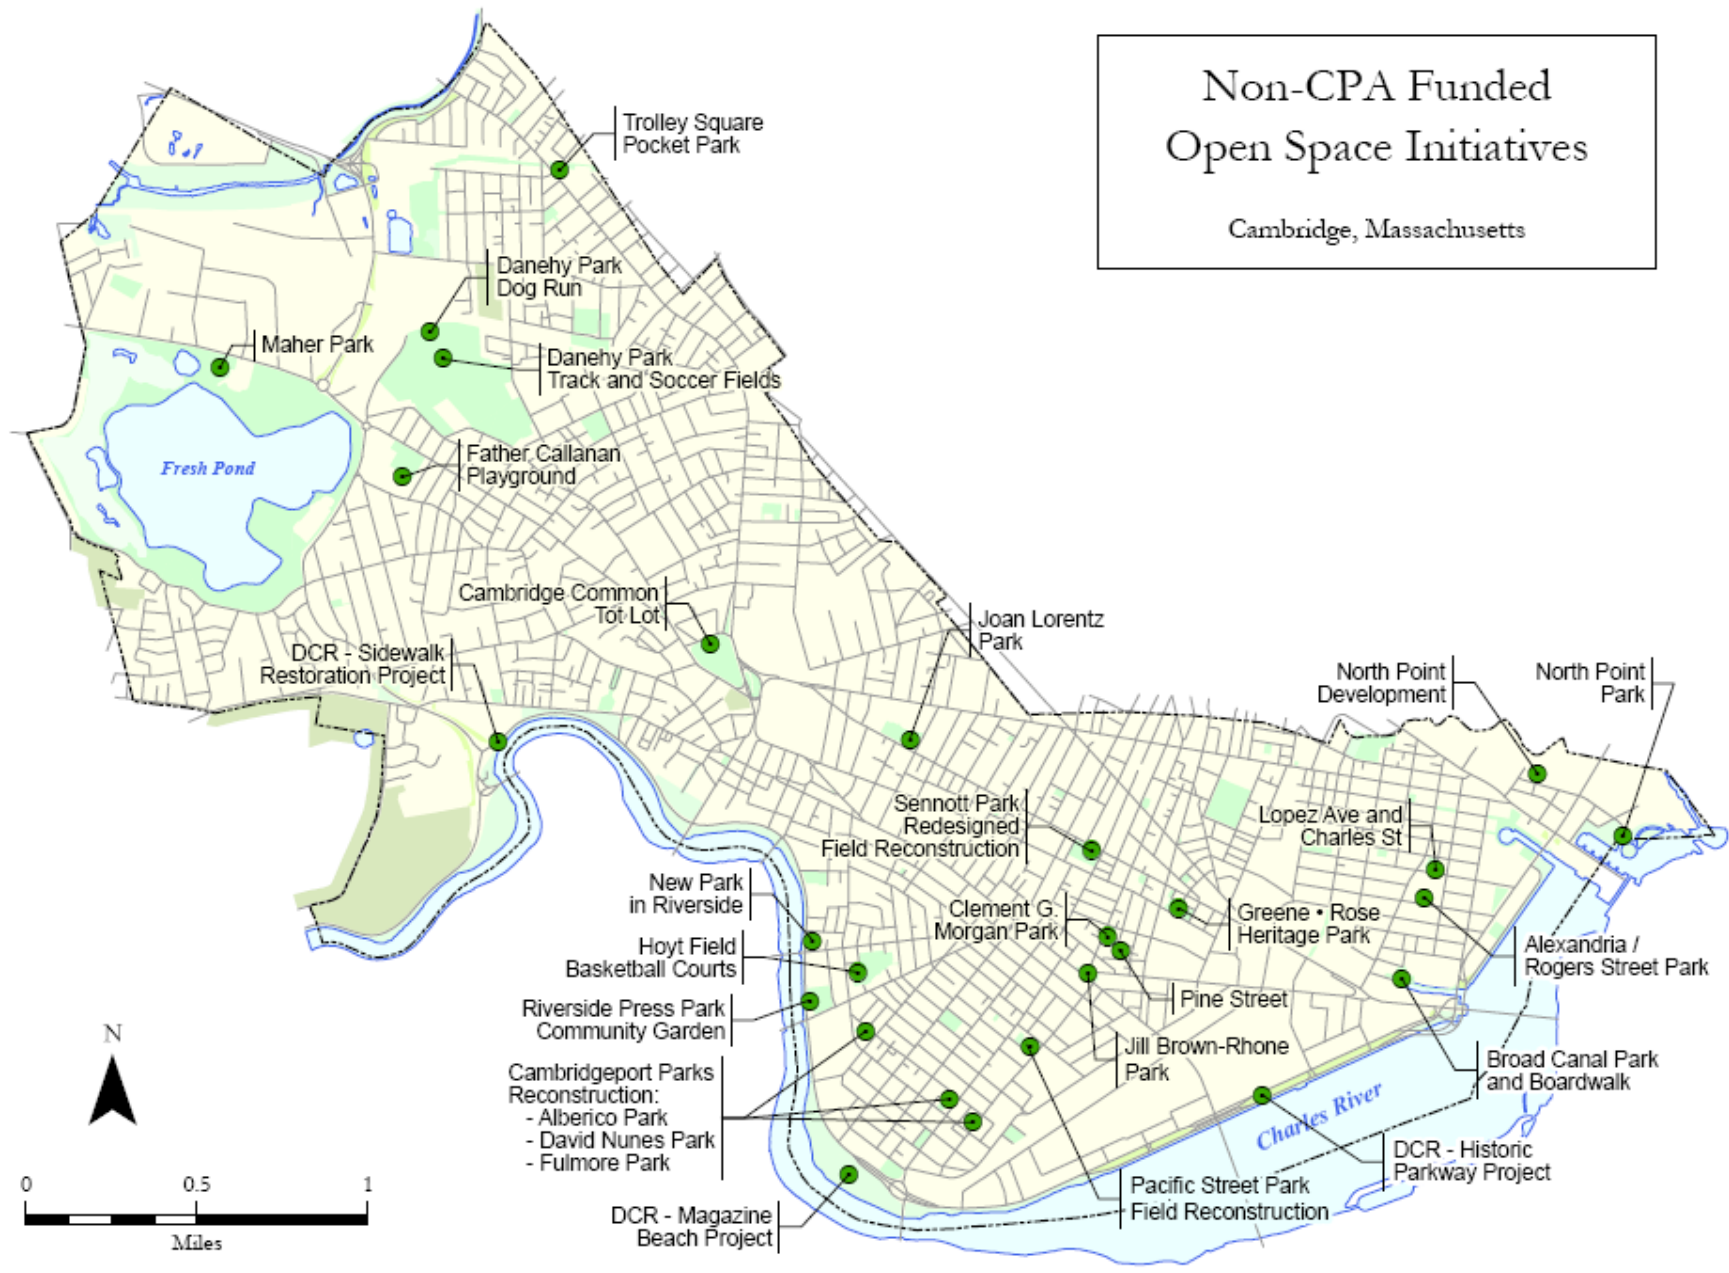 Non-CPA Funded
Open Space Initiatives
Cambridge, Massachusetts
Trolley Square
Pocket Park
Danehy Park
Dog Run
Maher Park
Danehy Park
Track and Soccer Fields
Father Callanan
Playground
Fresh Pond
Cambridge Common
Tot Lot
Joan Lorentz
Park
DCR - Sidewalk
Restoration Project
North Point
Development
North Point
Park
Sennott Park
Redesigned
Field Reconstruction
Lopez Ave and
Charles St
New Park
in Riverside
Clement G.
Morgan Park
Greene • Rose
Heritage Park
Hoyt Field
Basketball Courts
Alexandria /
Rogers Street Park
Pine Street
Riverside Press Park
Community Garden
Jill Brown-Rhone
Park
Broad Canal Park
and Boardwalk
Cambridgeport Parks
Reconstruction:
- Alberico Park
- David Nunes Park
- Fulmore Park
Charles River
DCR - Historic
Parkway Project
Pacific Street Park
Field Reconstruction
DCR - Magazine
Beach Project
N
0 0.5 1
Miles